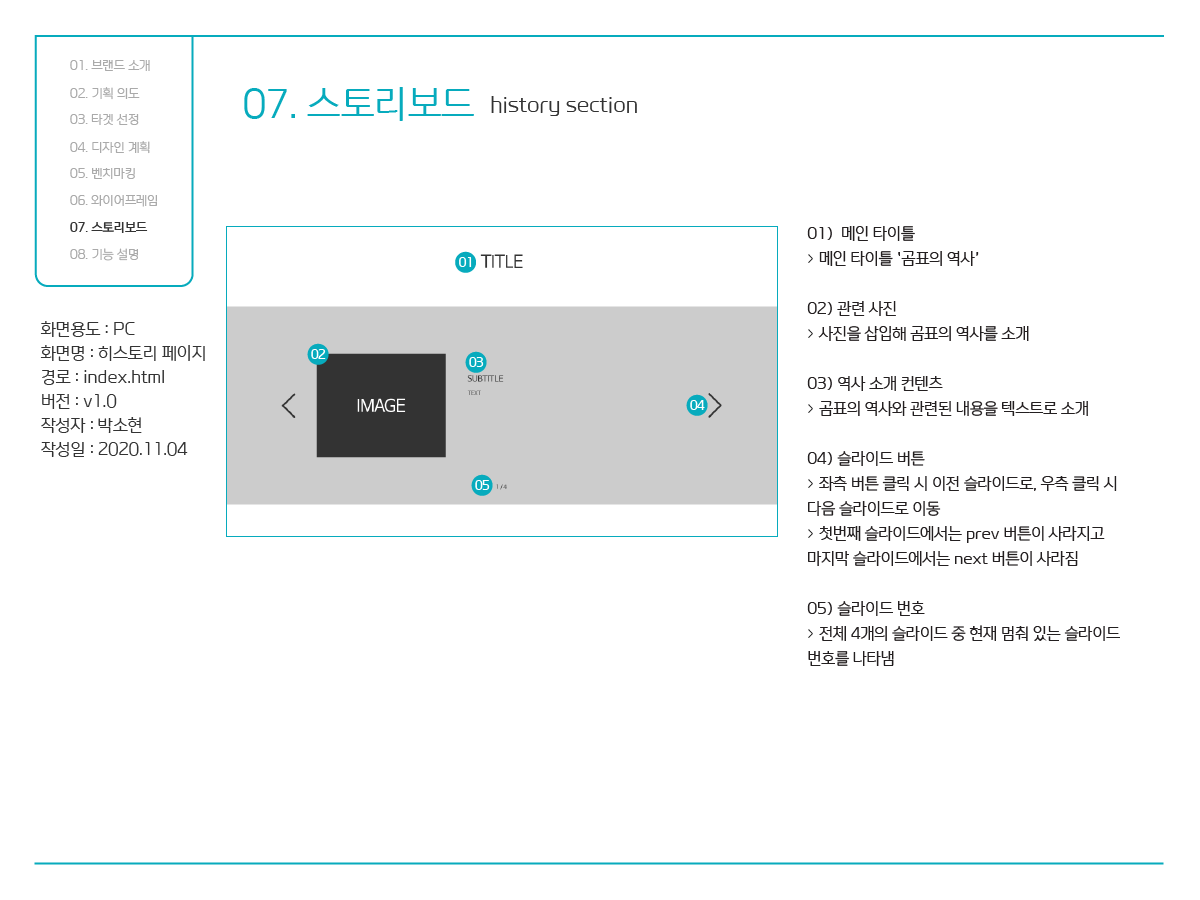 01. 브랜드 소개
02. 기획 의도
03. 타겟 선정
04. 디자인 계획
05. 벤치마킹
06. 와이어프레임
07. 스토리보드
08. 기능 설명
화면용도 : PC
화면명 : 히스토리 페이지
경로 : index.html
버전 : v1.0
작성자 : 박소현
작성일 : 2020.11.04
07. 스토리보드 history section
01 TITLE
02
IMAGE
03
SUBTITLE
TEXT
04
05 1 / 4
01) 메인 타이틀
> 메인 타이틀 '곰표의 역사'
02) 관련 사진
> 사진을 삽입해 곰표의 역사를 소개
03) 역사 소개 컨텐츠
> 곰표의 역사와 관련된 내용을 텍스트로 소개
04) 슬라이드 버튼
> 좌측 버튼 클릭 시 이전 슬라이드로, 우측 클릭 시
다음 슬라이드로 이동
> 첫번째 슬라이드에서는 prev 버튼이 사라지고
마지막 슬라이드에서는 next 버튼이 사라짐
05) 슬라이드 번호
> 전체 4개의 슬라이드 중 현재 멈춰 있는 슬라이드
번호를 나타냄